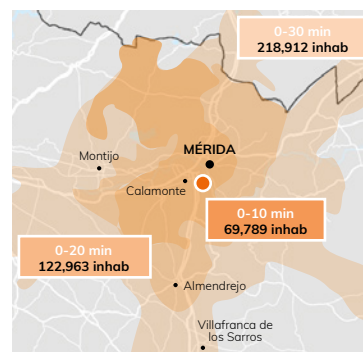 0-30 min
218,912 inhab
MÉRIDA
Montijo
Calamonte
0-10 min
69,789 inhab
0-20 min
122,963 inhab
Almendrejo
Villafranca de
los Sarros